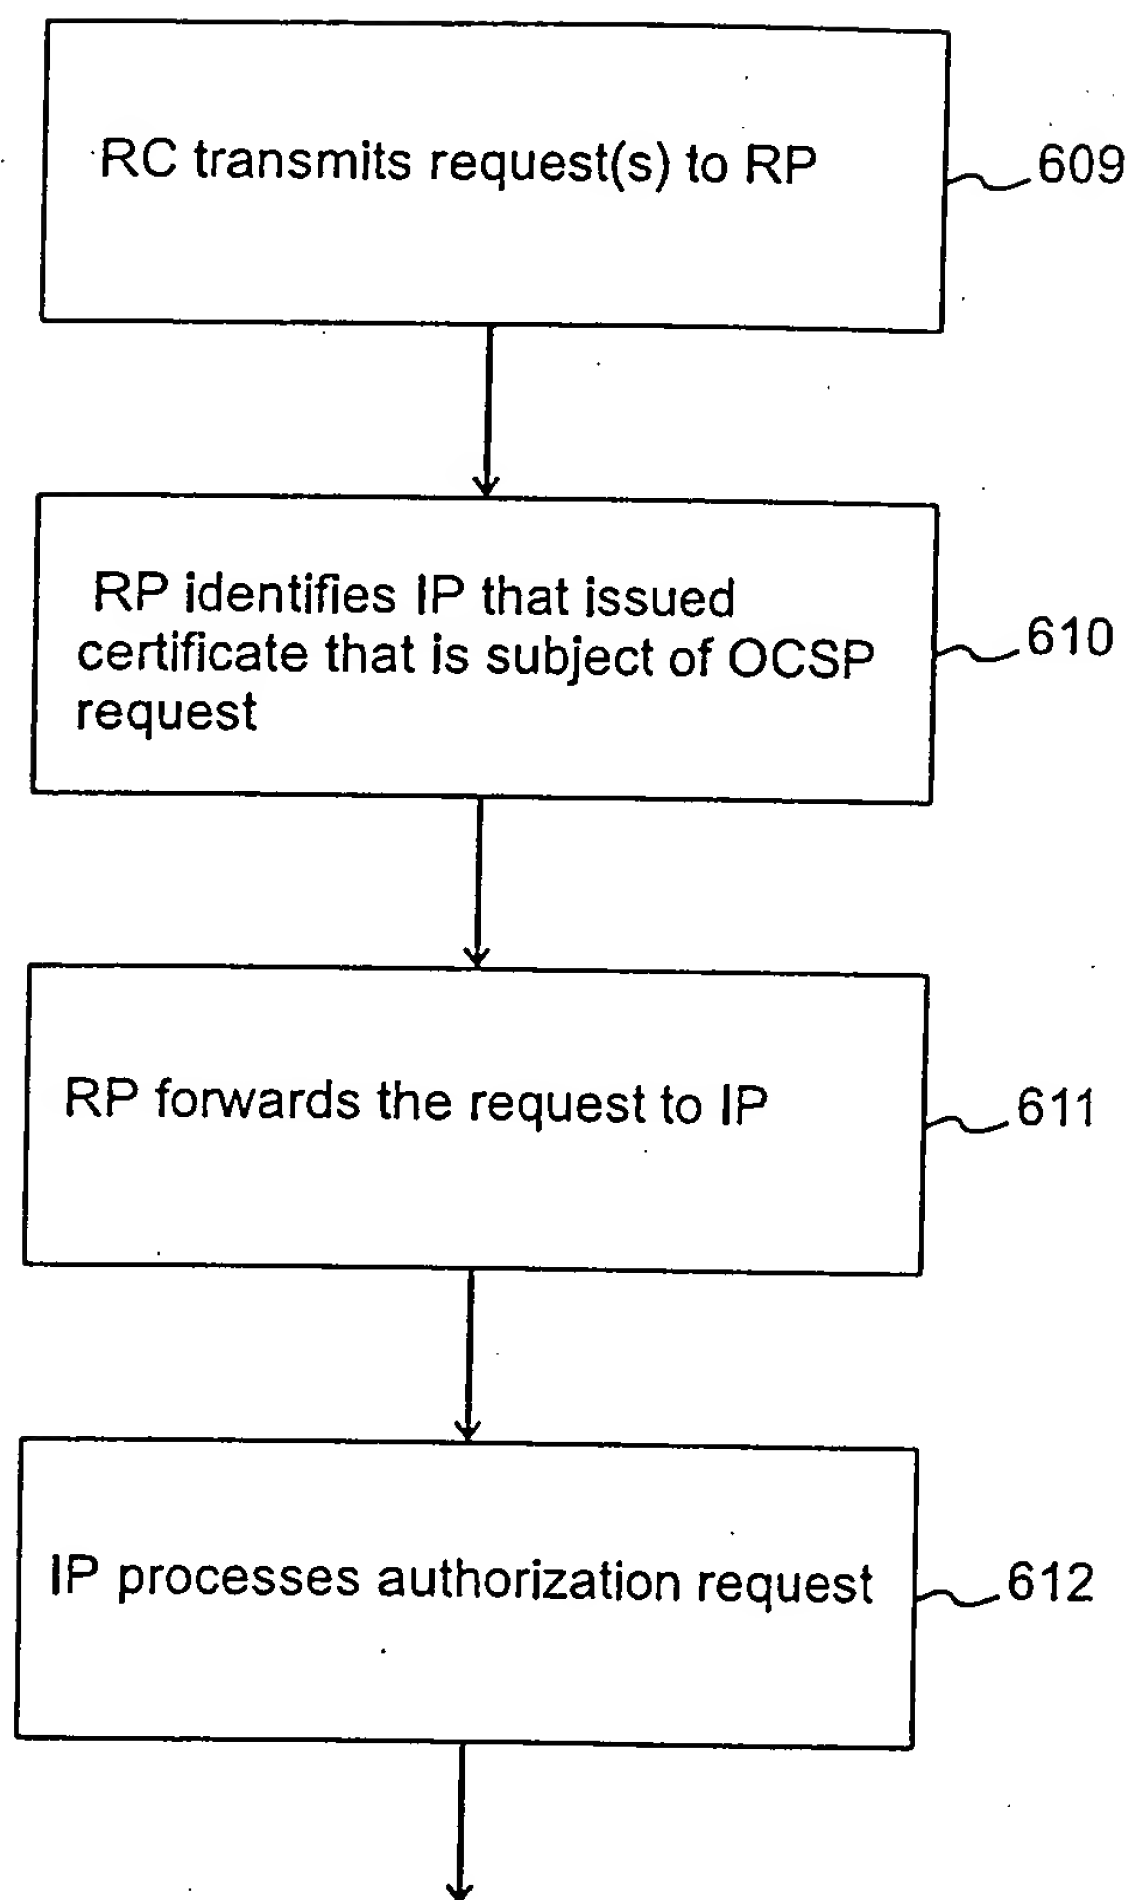 RC transmits request(s) to RP
609
RP identifies IP that issued
certificate that is subject of OCSP
request
610
RP forwards the request to IP
611
IP processes authorization request
612